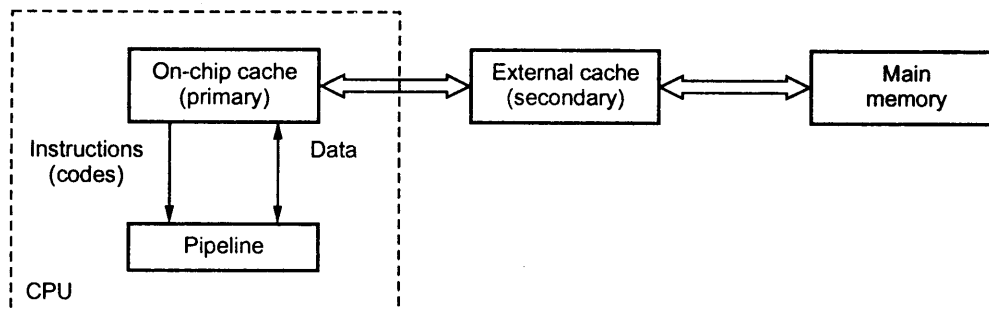 On-chip cache
(primary)
External cache
(secondary)
Main
memory
Instructions
(codes)
Data
Pipeline
CPU